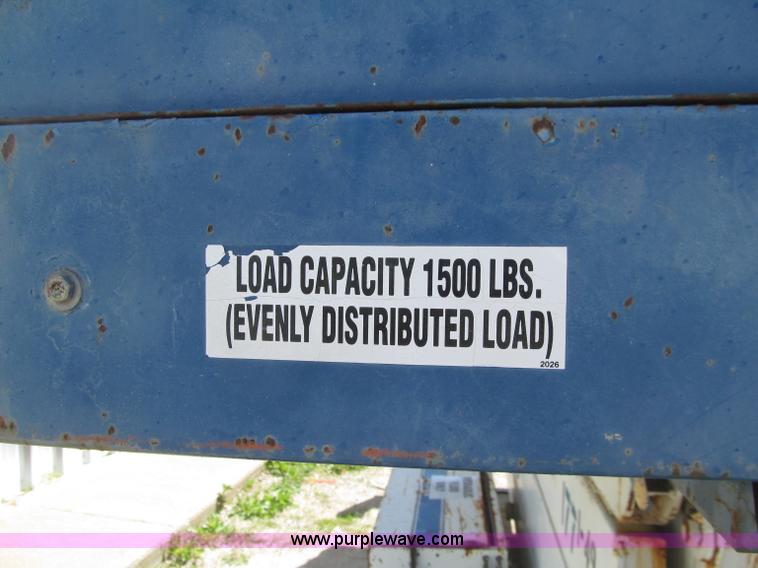 LOAD CAPACITY 1500 LBS.
(EVENLY DISTRIBUTED LOAD)
2026
www.purplewave.com